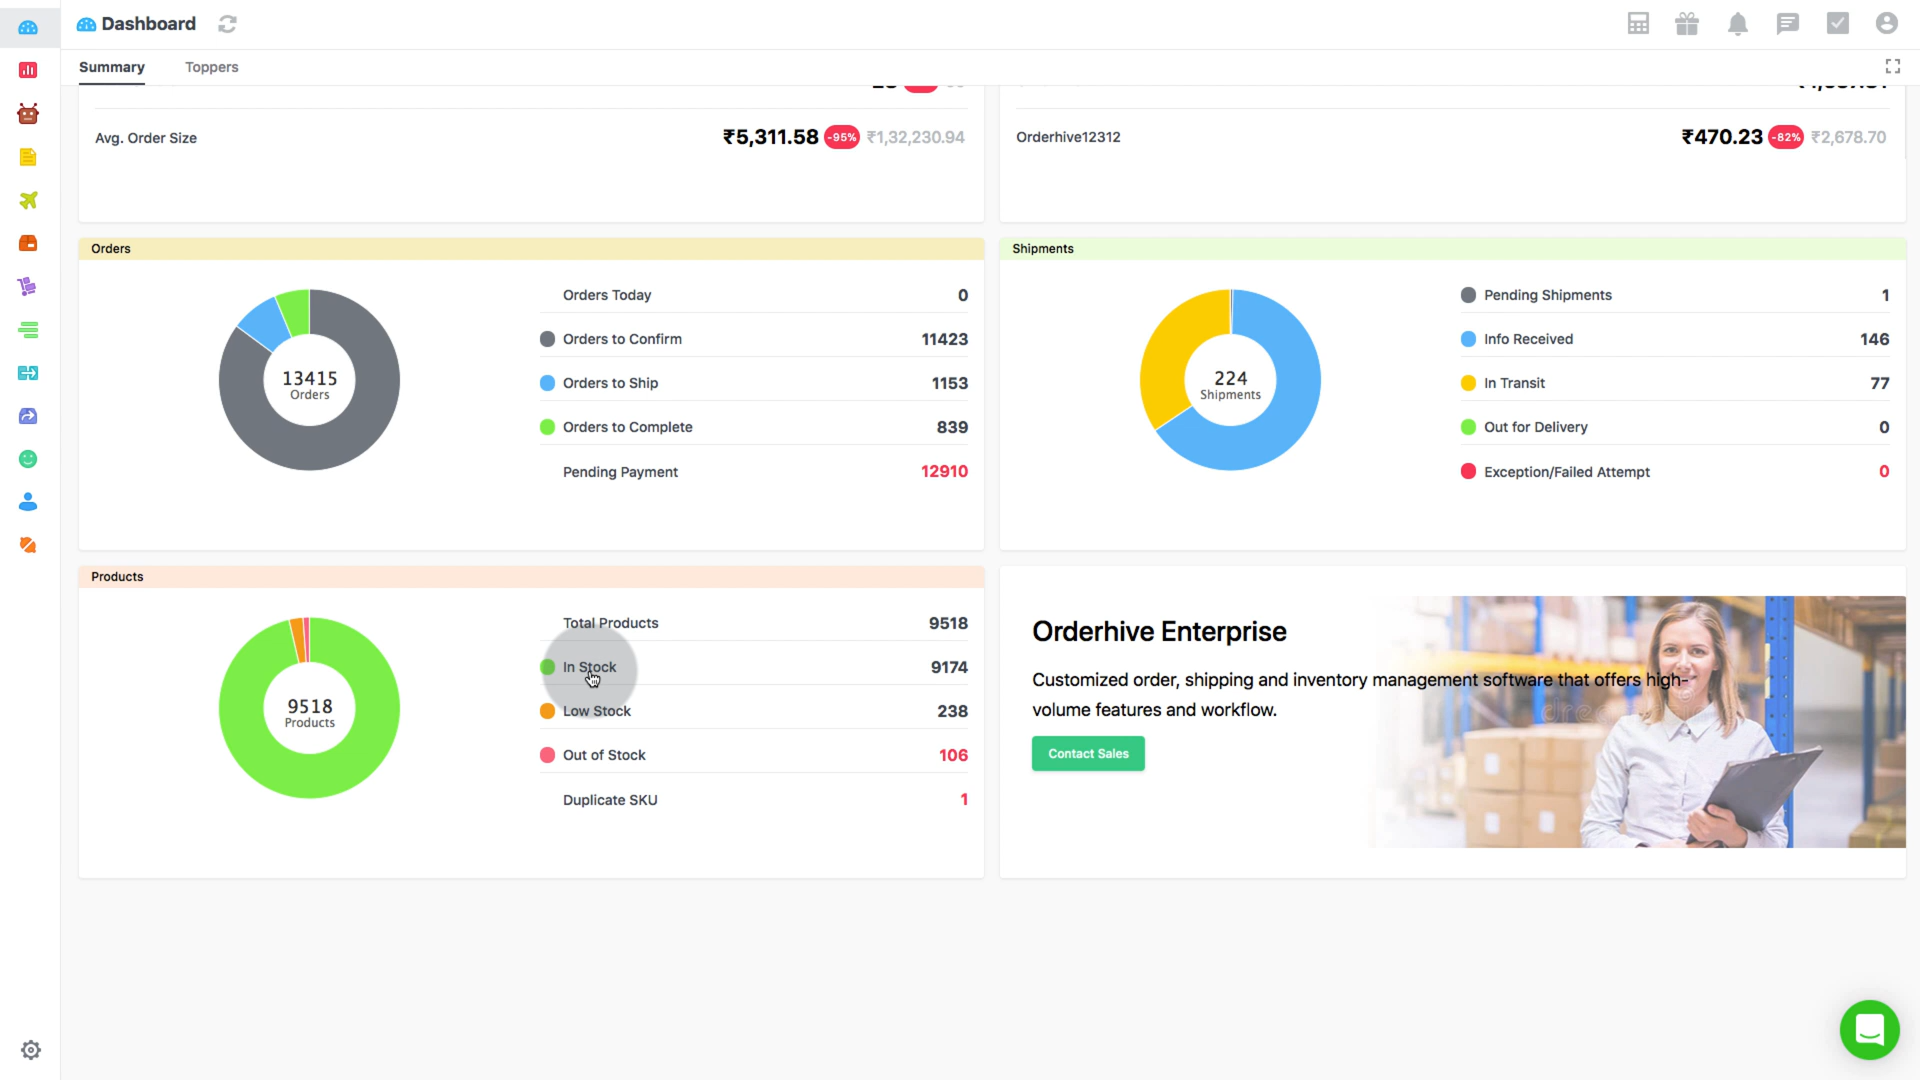 Dashboard
Summary
Toppers
Avg. Order Size
₹5,311.58 -95% ₹1,32,230.94
Orderhive12312
₹470.23 -82% ₹2,678.70
Orders
13415
Orders
Orders Today 0
Orders to Confirm 11423
Orders to Ship 1153
Orders to Complete 839
Pending Payment 12910
Shipments
224
Shipments
Pending Shipments 1
Info Received 146
In Transit 77
Out for Delivery 0
Exception/Failed Attempt 0
Products
9518
Products
Total Products 9518
In Stock 9174
Low Stock 238
Out of Stock 106
Duplicate SKU 1
Orderhive Enterprise
Customized order, shipping and inventory management software that offers high-
volume features and workflow.
Contact Sales